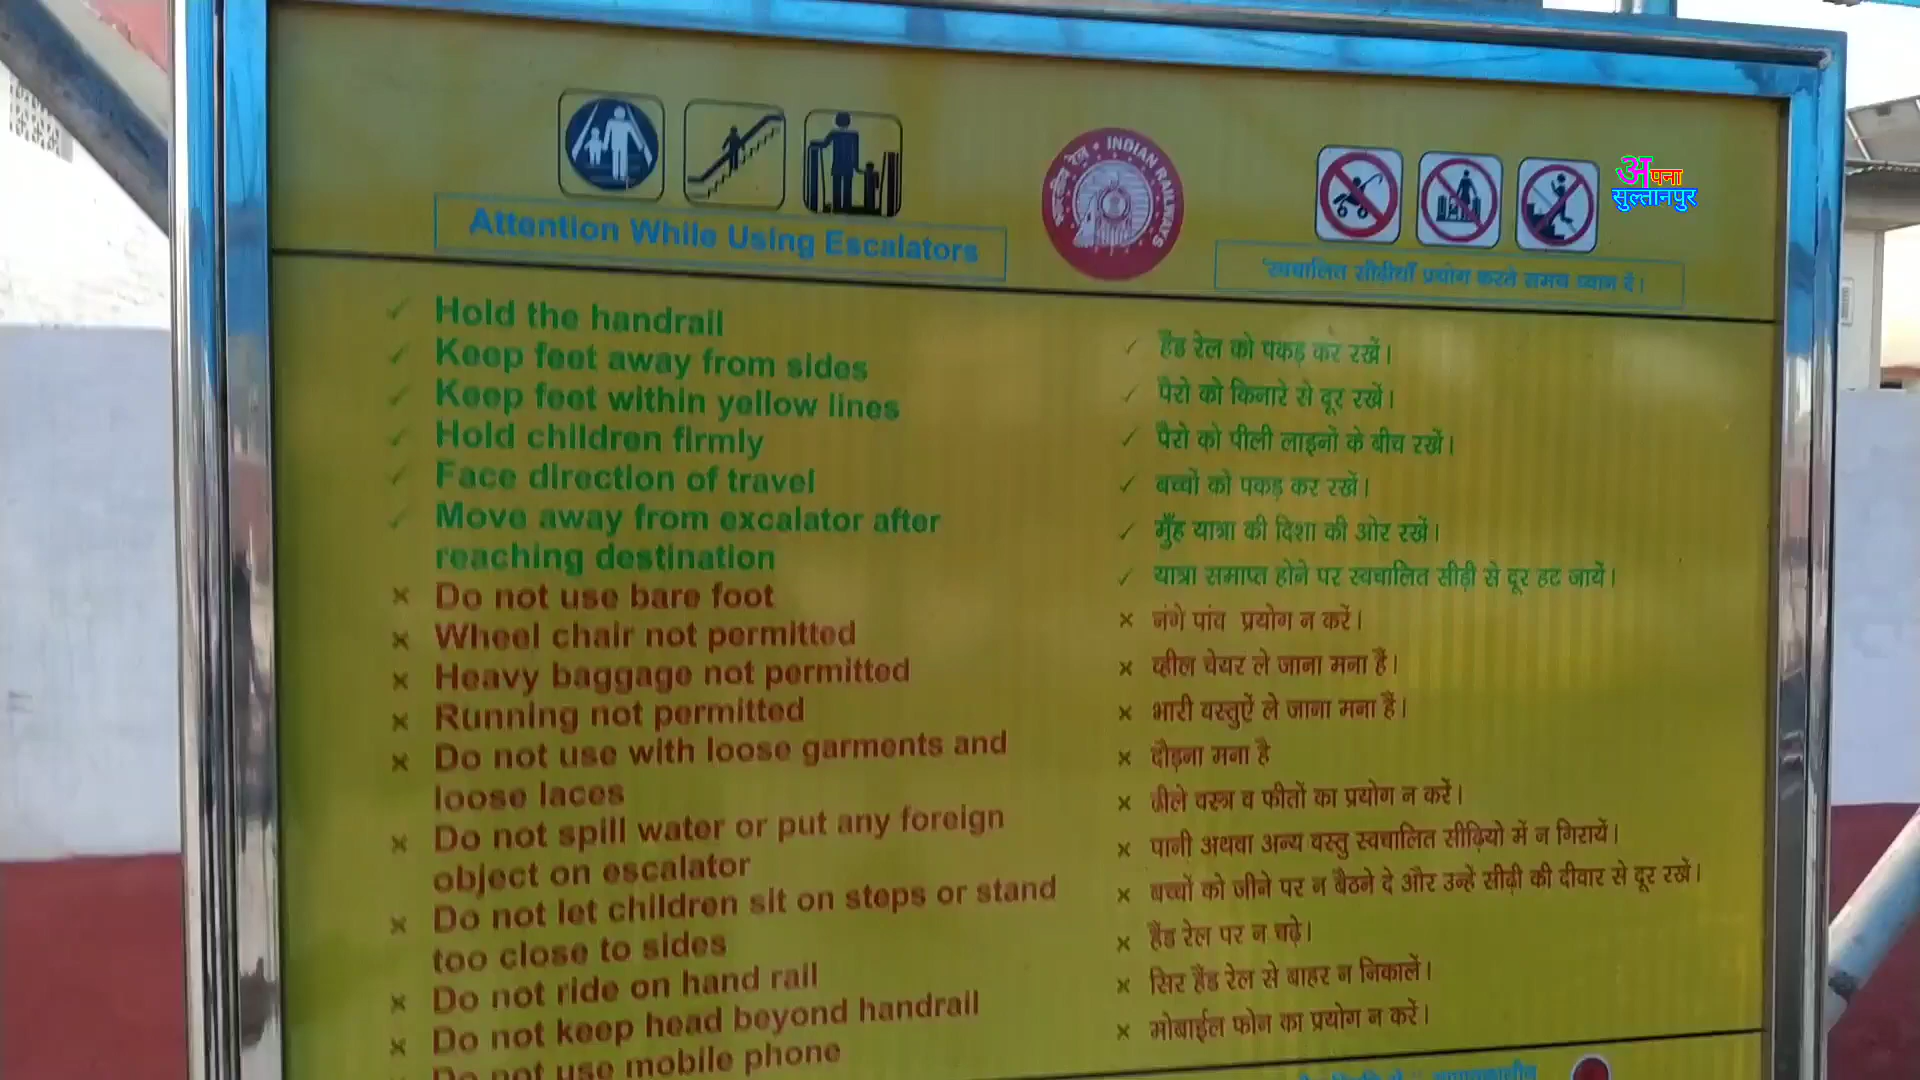 Attention While Using Escalators
भारतीय रेल * INDIAN RAILWAYS
स्वचालित सीढ़ीयाँ प्रयोग करते समय ध्यान दें।
अपना
सुल्तानपुर
✓ Hold the handrail
✓ Keep feet away from sides
✓ Keep feet within yellow lines
✓ Hold children firmly
✓ Face direction of travel
✓ Move away from excalator after
reaching destination
× Do not use bare foot
× Wheel chair not permitted
× Heavy baggage not permitted
× Running not permitted
× Do not use with loose garments and
loose laces
× Do not spill water or put any foreign
object on escalator
× Do not let children sit on steps or stand
too close to sides
× Do not ride on hand rail
× Do not keep head beyond handrail
Do not use mobile phone
✓ हैंड रेल को पकड़ कर रखें।
✓ पैरो को किनारे से दूर रखें।
✓ पैरो को पीली लाइनों के बीच रखें।
✓ बच्चों को पकड़ कर रखें।
✓ मुँह यात्रा की दिशा की ओर रखें।
✓ यात्रा समाप्त होने पर स्वचालित सीढ़ी से दूर हट जायें।
× नंगे पांव प्रयोग न करें।
× व्हील चेयर ले जाना मना है।
× भारी वस्तुऐं ले जाना मना हैं।
× दौड़ना मना है
× ढीले वस्त्र व फीतों का प्रयोग न करें।
× पानी अथवा अन्य वस्तु स्वचालित सीढ़ियो में न गिरायें।
× बच्चों को जीने पर न बैठने दे और उन्हें सीढ़ी की दीवार से दूर रखें।
× हैंड रेल पर न चढ़े।
× सिर हैंड रेल से बाहर न निकालें।
× मोबाईल फोन का प्रयोग न करें।